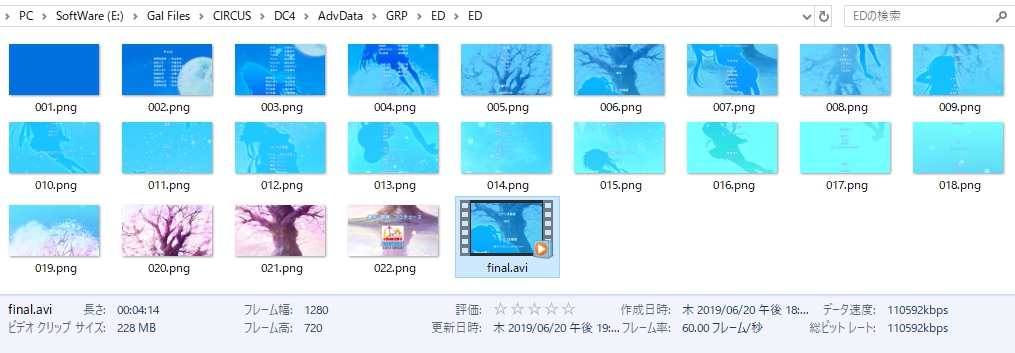 PC > SoftWare (E:) > Gal Files > CIRCUS > DC4 > AdvData > GRP > ED > ED
EDの検索
001.png 002.png 003.png 004.png 005.png 006.png 007.png 008.png 009.png
010.png 011.png 012.png 013.png 014.png 015.png 016.png 017.png 018.png
019.png 020.png 021.png 022.png final.avi
final.avi 長さ: 00:04:14 フレーム幅: 1280 評価: ☆☆☆☆☆ 作成日時: 木 2019/06/20 午後 18:... データ速度: 110592kbps
ビデオ クリップ サイズ: 228 MB フレーム高: 720 更新日時: 木 2019/06/20 午後 19:... フレーム率: 60.00 フレーム/秒 総ビット レート: 110592kbps